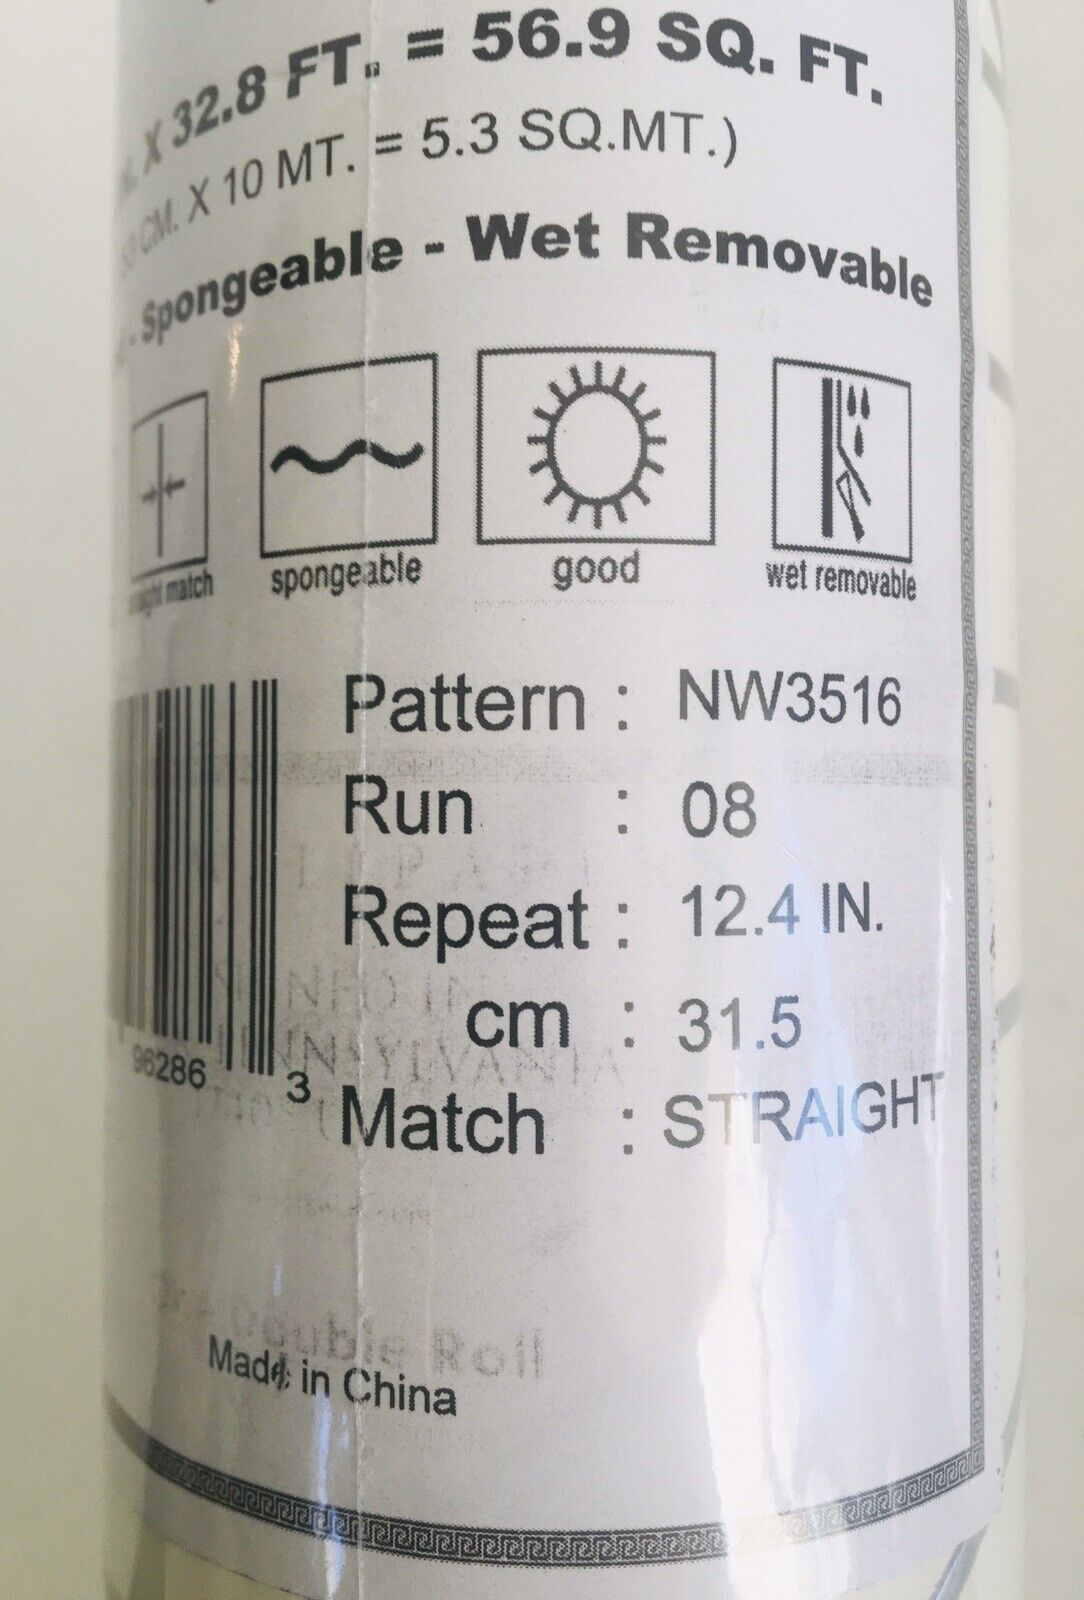 X 32.8 FT. = 56.9 SQ. FT.
CM. X 10 MT. = 5.3 SQ.MT.)
- Spongeable - Wet Removable
match
spongeable
good
wet removable
Pattern : NW3516
Run : 08
Repeat : 12.4 IN.
cm : 31.5
96286
3
Match : STRAIGHT
Double Roll
Made in China